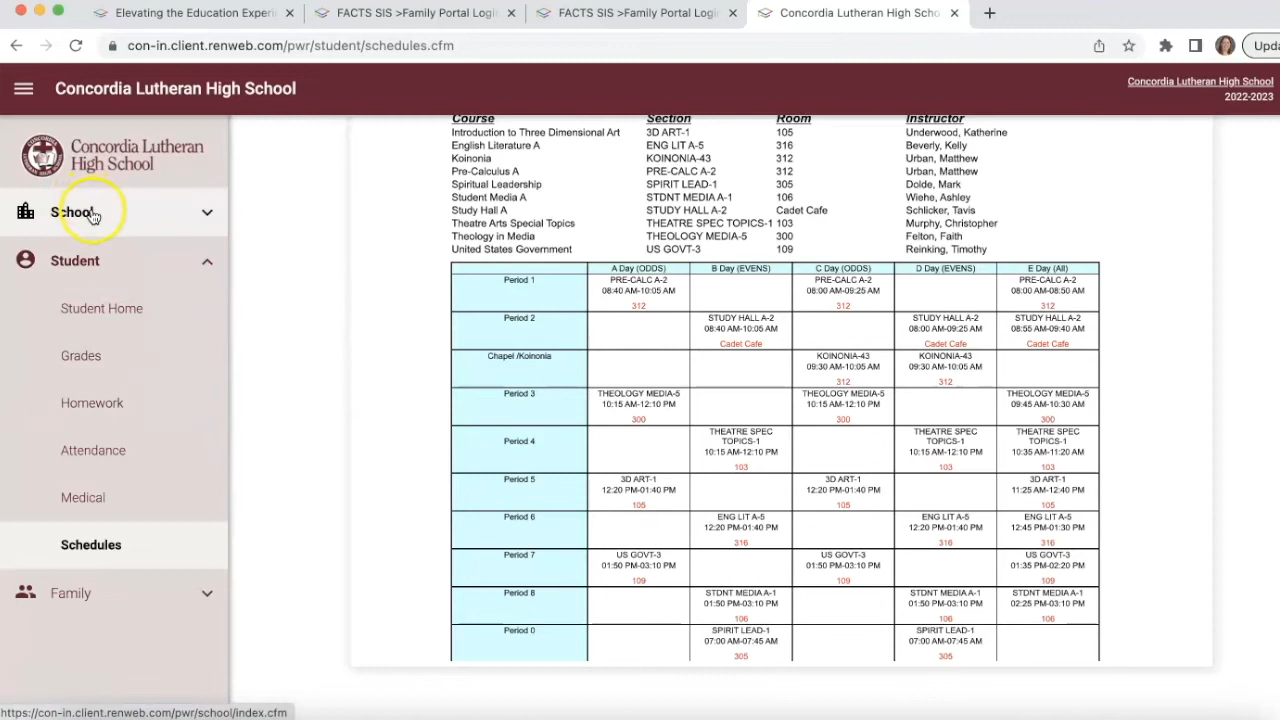 Elevating the Education Experi
FACTS SIS >Family Portal Logi
FACTS SIS >Family Portal Logi
Concordia Lutheran High Scho
con-in.client.renweb.com/pwr/student/schedules.cfm
Upda
Concordia Lutheran High School
Concordia Lutheran High School
2022-2023
Concordia Lutheran
High School
School
Student
Student Home
Grades
Homework
Attendance
Medical
Schedules
Family
Course Section Room Instructor
Introduction to Three Dimensional Art 3D ART-1 105 Underwood, Katherine
English Literature A ENG LIT A-5 316 Beverly, Kelly
Koinonia KOINONIA-43 312 Urban, Matthew
Pre-Calculus A PRE-CALC A-2 312 Urban, Matthew
Spiritual Leadership SPIRIT LEAD-1 305 Dolde, Mark
Student Media A STDNT MEDIA A-1 106 Wiehe, Ashley
Study Hall A STUDY HALL A-2 Cadet Cafe Schlicker, Tavis
Theatre Arts Special Topics THEATRE SPEC TOPICS-1 103 Murphy, Christopher
Theology in Media THEOLOGY MEDIA-5 300 Felton, Faith
United States Government US GOVT-3 109 Reinking, Timothy
A Day (ODDS) B Day (EVENS) C Day (ODDS) D Day (EVENS) E Day (All)
Period 1 PRE-CALC A-2 PRE-CALC A-2 PRE-CALC A-2
08:40 AM-10:05 AM 08:00 AM-09:25 AM 08:00 AM-08:50 AM
312 312 312
Period 2 STUDY HALL A-2 STUDY HALL A-2 STUDY HALL A-2
08:40 AM-10:05 AM 08:00 AM-09:25 AM 08:55 AM-09:40 AM
Cadet Cafe Cadet Cafe Cadet Cafe
Chapel /Koinonia KOINONIA-43 KOINONIA-43
09:30 AM-10:05 AM 09:30 AM-10:05 AM
312 312
Period 3 THEOLOGY MEDIA-5 THEOLOGY MEDIA-5 THEOLOGY MEDIA-5
10:15 AM-12:10 PM 10:15 AM-12:10 PM 09:45 AM-10:30 AM
300 300 300
THEATRE SPEC THEATRE SPEC THEATRE SPEC
Period 4 TOPICS-1 TOPICS-1 TOPICS-1
10:15 AM-12:10 PM 10:15 AM-12:10 PM 10:35 AM-11:20 AM
103 103 103
Period 5 3D ART-1 3D ART-1 3D ART-1
12:20 PM-01:40 PM 12:20 PM-01:40 PM 11:25 AM-12:40 PM
105 105 105
Period 6 ENG LIT A-5 ENG LIT A-5 ENG LIT A-5
12:20 PM-01:40 PM 12:20 PM-01:40 PM 12:45 PM-01:30 PM
316 316 316
Period 7 US GOVT-3 US GOVT-3 US GOVT-3
01:50 PM-03:10 PM 01:50 PM-03:10 PM 01:35 PM-02:20 PM
109 109 109
Period 8 STDNT MEDIA A-1 STDNT MEDIA A-1 STDNT MEDIA A-1
01:50 PM-03:10 PM 01:50 PM-03:10 PM 02:25 PM-03:10 PM
106 106 106
Period 0 SPIRIT LEAD-1 SPIRIT LEAD-1
07:00 AM-07:45 AM 07:00 AM-07:45 AM
305 305
https://con-in.client.renweb.com/pwr/school/index.cfm